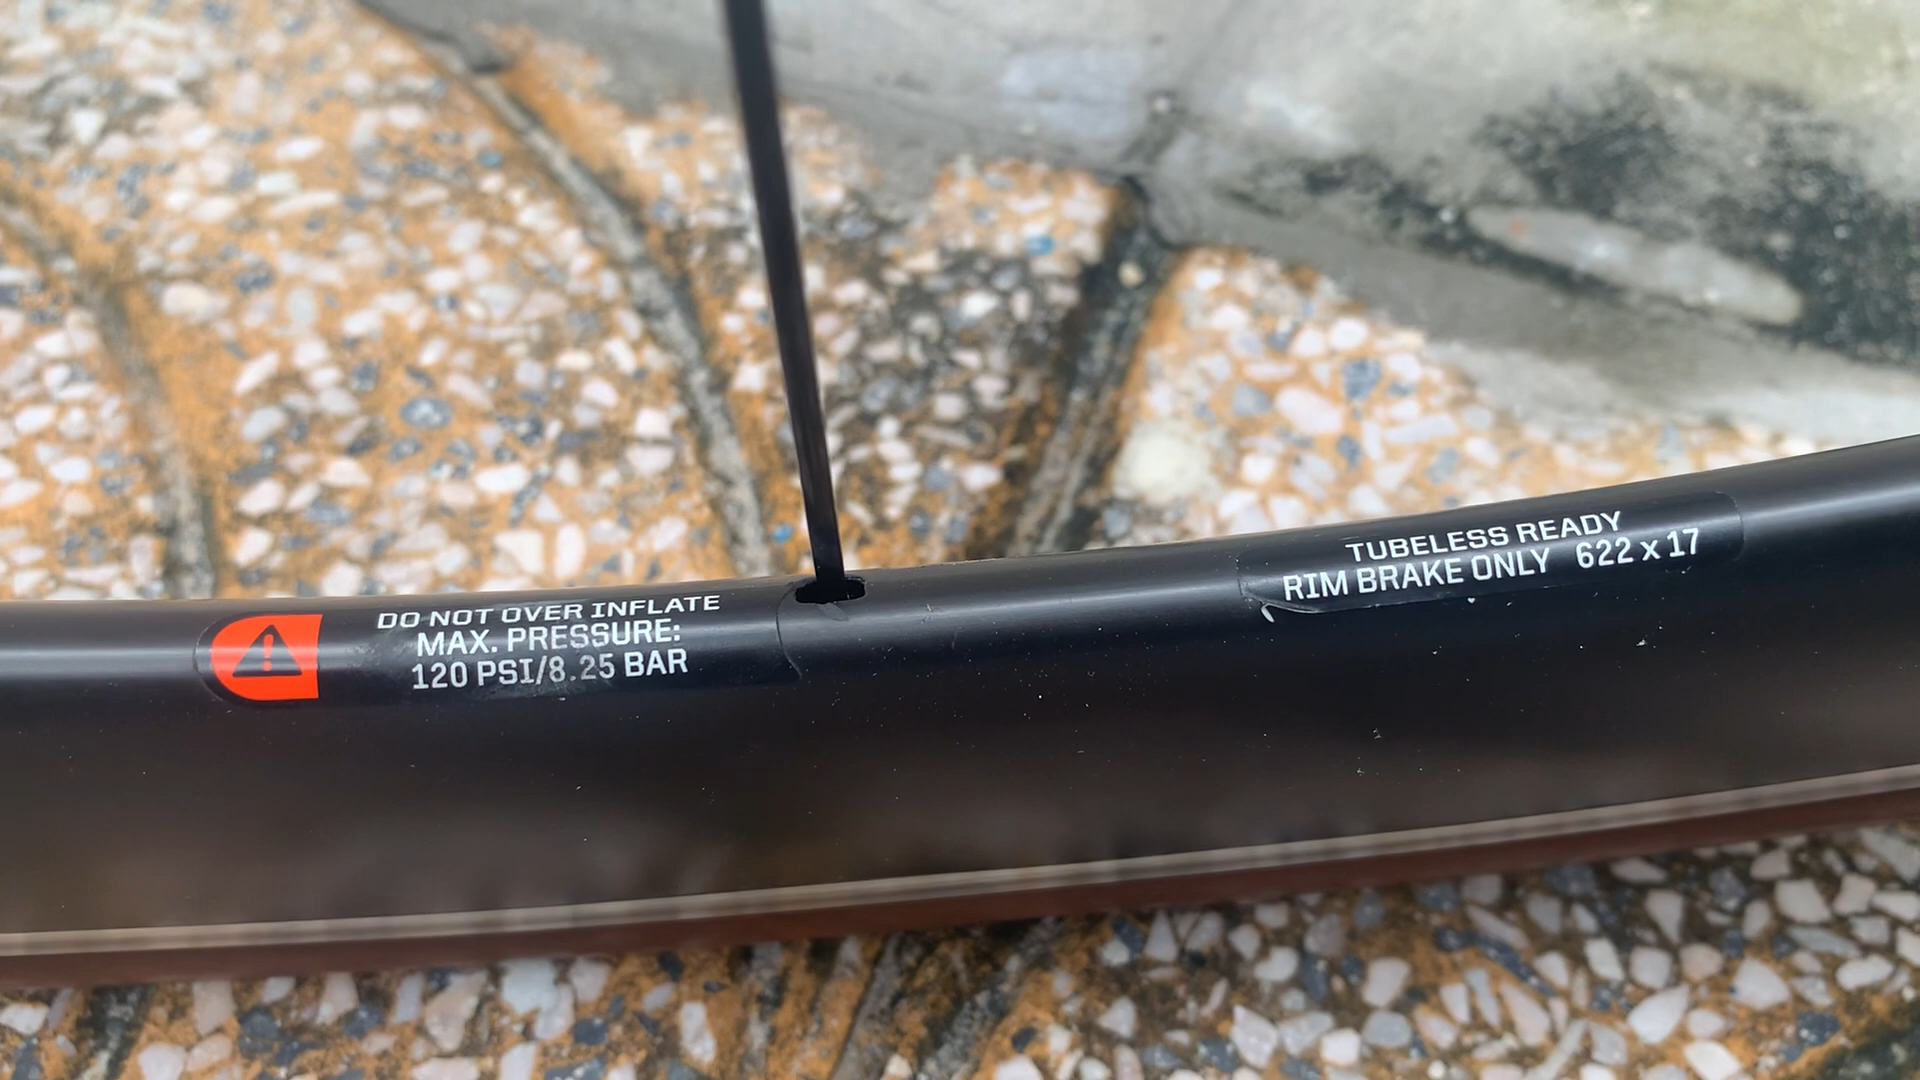 DO NOT OVER INFLATE
MAX. PRESSURE:
120 PSI/8.25 BAR
TUBELESS READY
RIM BRAKE ONLY 622 x 17